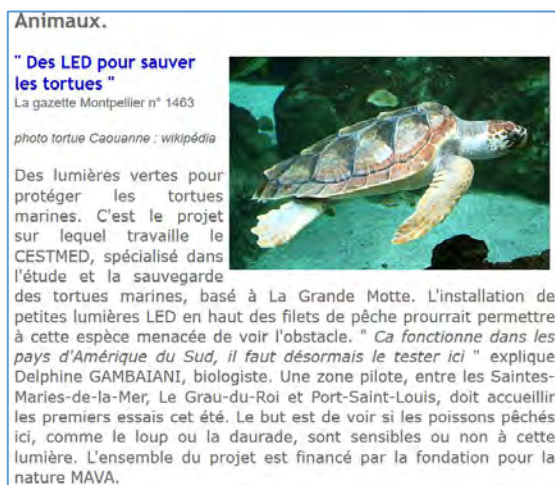 Animaux.
" Des LED pour sauver
les tortues "
La gazette Montpellier n° 1463
photo tortue Caouanne : wikipédia
Des lumières vertes pour
protéger les tortues
marines. C'est le projet
sur lequel travaille le
CESTMED, spécialisé dans
l'étude et la sauvegarde
des tortues marines, basé à La Grande Motte. L'installation de
petites lumières LED en haut des filets de pêche prourrait permettre
à cette espèce menacée de voir l'obstacle. " Ca fonctionne dans les
pays d'Amérique du Sud, il faut désormais le tester ici " explique
Delphine GAMBAIANI, biologiste. Une zone pilote, entre les Saintes-
Maries-de-la-Mer, Le Grau-du-Roi et Port-Saint-Louis, doit accueillir
les premiers essais cet été. Le but est de voir si les poissons pêchés
ici, comme le loup ou la daurade, sont sensibles ou non à cette
lumière. L'ensemble du projet est financé par la fondation pour la
nature MAVA.